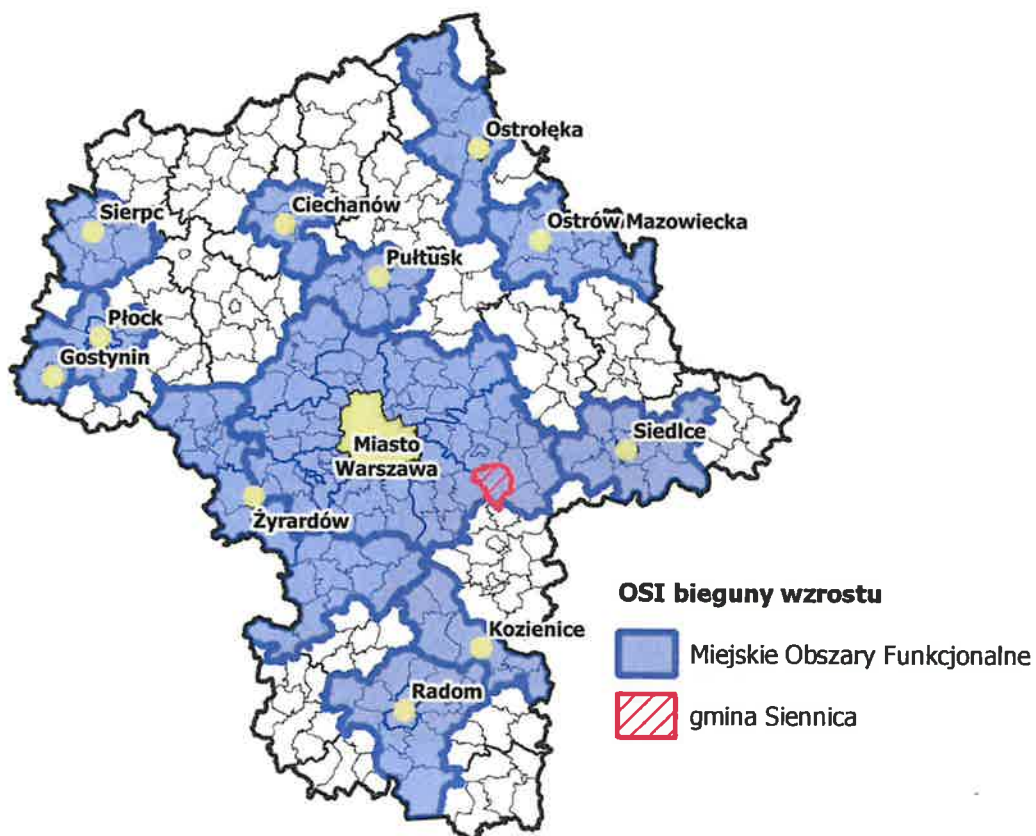 Ostrołęka
Sierpc
Ciechanów
Ostrów Mazowiecka
Pułtusk
Płock
Gostynin
Miasto
Warszawa
Siedlce
Żyrardów
OSI bieguny wzrostu
Kozienice
Miejskie Obszary Funkcjonalne
Radom
gmina Siennica